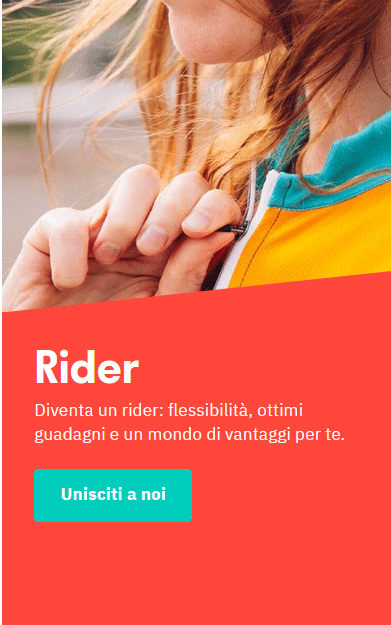 Rider
Diventa un rider: flessibilità, ottimi
guadagni e un mondo di vantaggi per te.
Unisciti a noi